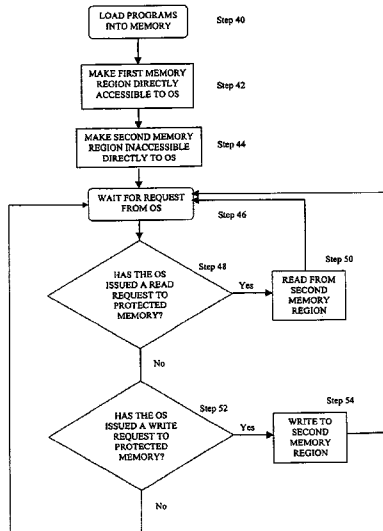 LOAD PROGRAMS
INTO MEMORY
Step 40
MAKE FIRST MEMORY
REGION DIRECTLY
ACCESSIBLE TO OS
Step 42
MAKE SECOND MEMORY
REGION INACCESSIBLE
DIRECTLY TO OS
Step 44
WAIT FOR REQUEST
FROM OS
Step 46
HAS THE OS
ISSUED A READ
REQUEST TO
PROTECTED
MEMORY?
Step 48
Yes
READ FROM
SECOND
MEMORY
REGION
Step 50
No
HAS THE OS
ISSUED A WRITE
REQUEST TO
PROTECTED
MEMORY?
Step 52
Yes
WRITE TO
SECOND
MEMORY
REGION
Step 54
No